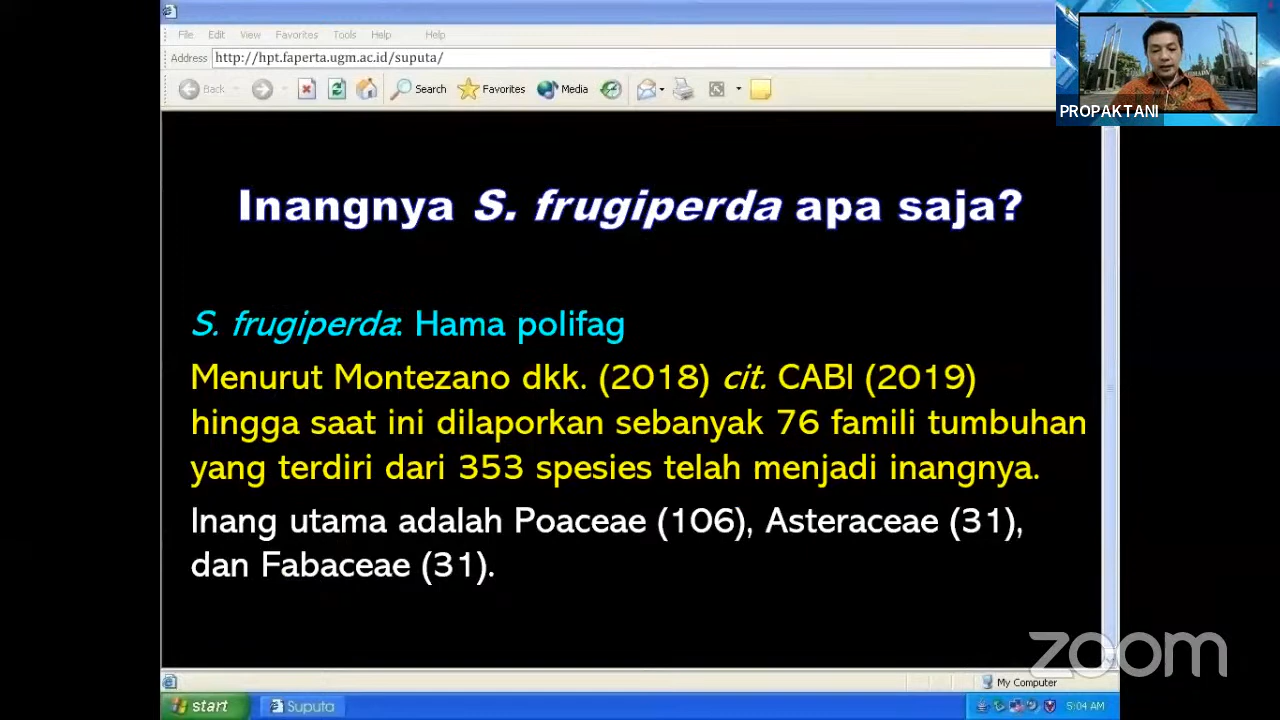 File Edit View Favorites Tools Help Help
Address http://hpt.faperta.ugm.ac.id/suputa/
Back Search Favorites Media
PROPAKTANI
Inangnya S. frugiperda apa saja?
S. frugiperda: Hama polifag
Menurut Montezano dkk. (2018) cit. CABI (2019)
hingga saat ini dilaporkan sebanyak 76 famili tumbuhan
yang terdiri dari 353 spesies telah menjadi inangnya.
Inang utama adalah Poaceae (106), Asteraceae (31),
dan Fabaceae (31).
zoom
My Computer
start Suputa 5:04 AM